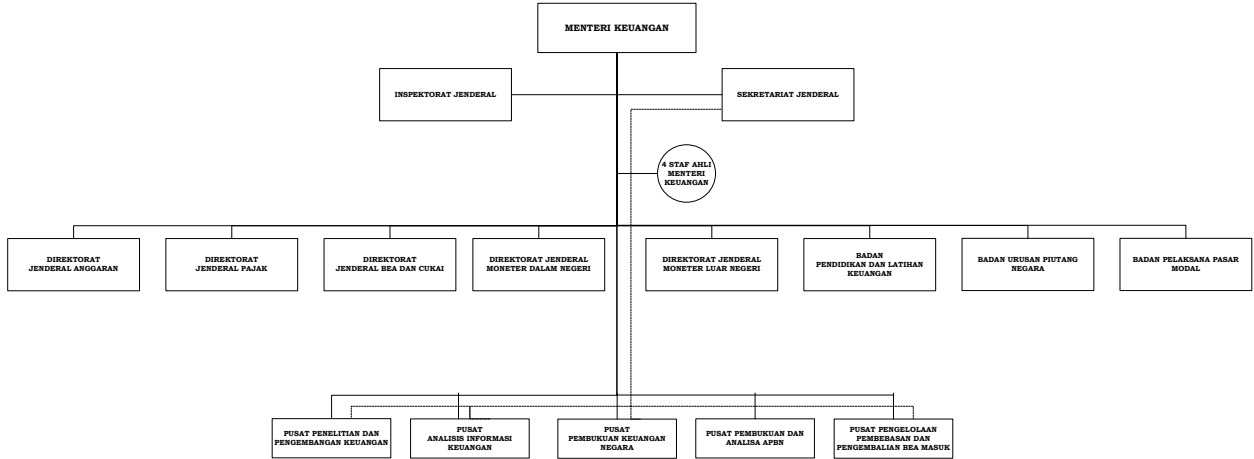 MENTERI KEUANGAN
INSPEKTORAT JENDERAL
SEKRETARIAT JENDERAL
4 STAF AHLI
MENTERI
KEUANGAN
DIREKTORAT
JENDERAL ANGGARAN
DIREKTORAT
JENDERAL PAJAK
DIREKTORAT
JENDERAL BEA DAN CUKAI
DIREKTORAT JENDERAL
MONETER DALAM NEGERI
DIREKTORAT JENDERAL
MONETER LUAR NEGERI
BADAN
PENDIDIKAN DAN LATIHAN
KEUANGAN
BADAN URUSAN PIUTANG
NEGARA
BADAN PELAKSANA PASAR
MODAL
PUSAT PENELITIAN DAN
PENGEMBANGAN KEUANGAN
PUSAT
ANALISIS INFORMASI
KEUANGAN
PUSAT
PEMBUKUAN KEUANGAN
NEGARA
PUSAT PEMBUKUAN DAN
ANALISA APBN
PUSAT PENGELOLAAN
PEMBEBASAN DAN
PENGEMBALIAN BEA MASUK